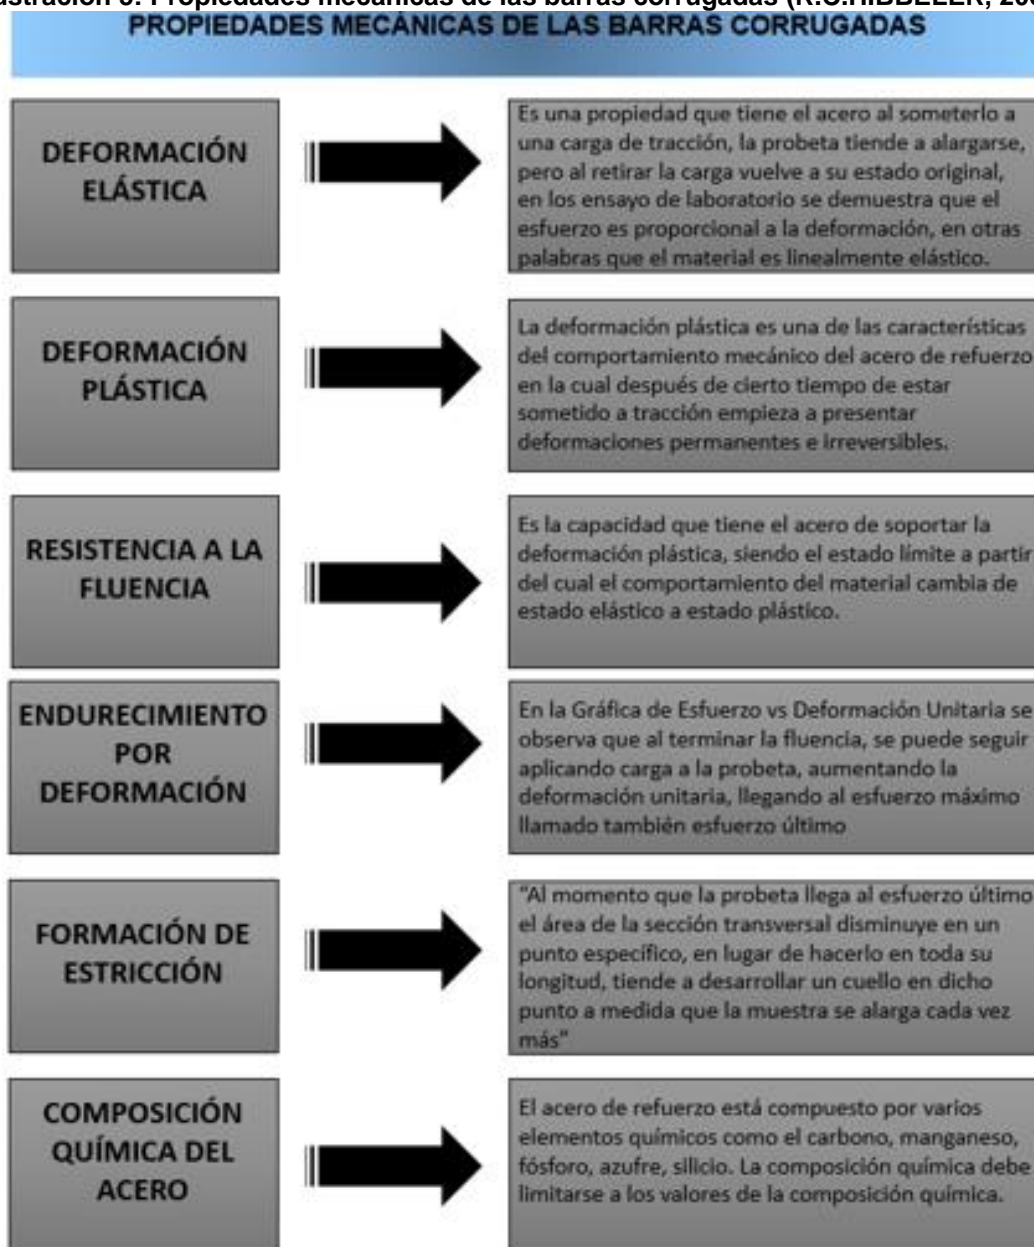 Propiedades mecánicas de las barras corrugadas (R.C.HIBBELER,
PROPIEDADES MECÁNICAS DE LAS BARRAS CORRUGADAS
DEFORMACIÓN
ELÁSTICA
Es una propiedad que tiene el acero al someterlo a
una carga de tracción, la probeta tiende a alargarse,
pero al retirar la carga vuelve a su estado original,
en los ensayo de laboratorio se demuestra que el
esfuerzo es proporcional a la deformación, en otras
palabras que el material es linealmente elástico.
DEFORMACIÓN
PLÁSTICA
La deformación plástica es una de las características
del comportamiento mecánico del acero de refuerzo
en la cual después de cierto tiempo de estar
sometido a tracción empieza a presentar
deformaciones permanentes e irreversibles.
RESISTENCIA A LA
FLUENCIA
Es la capacidad que tiene el acero de soportar la
deformación plástica, siendo el estado límite a partir
del cual el comportamiento del material cambia de
estado elástico a estado plástico.
ENDURECIMIENTO
POR
DEFORMACIÓN
En la Gráfica de Esfuerzo vs Deformación Unitaria se
observa que al terminar la fluencia, se puede seguir
aplicando carga a la probeta, aumentando la
deformación unitaria, llegando al esfuerzo máximo
llamado también esfuerzo último
FORMACIÓN DE
ESTRICCIÓN
"Al momento que la probeta llega al esfuerzo último
el área de la sección transversal disminuye en un
punto específico, en lugar de hacerlo en toda su
longitud, tiende a desarrollar un cuello en dicho
punto a medida que la muestra se alarga cada vez
más"
COMPOSICIÓN
QUÍMICA DEL
ACERO
El acero de refuerzo está compuesto por varios
elementos químicos como el carbono, manganeso,
fósforo, azufre, silicio. La composición química debe
limitarse a los valores de la composición química.